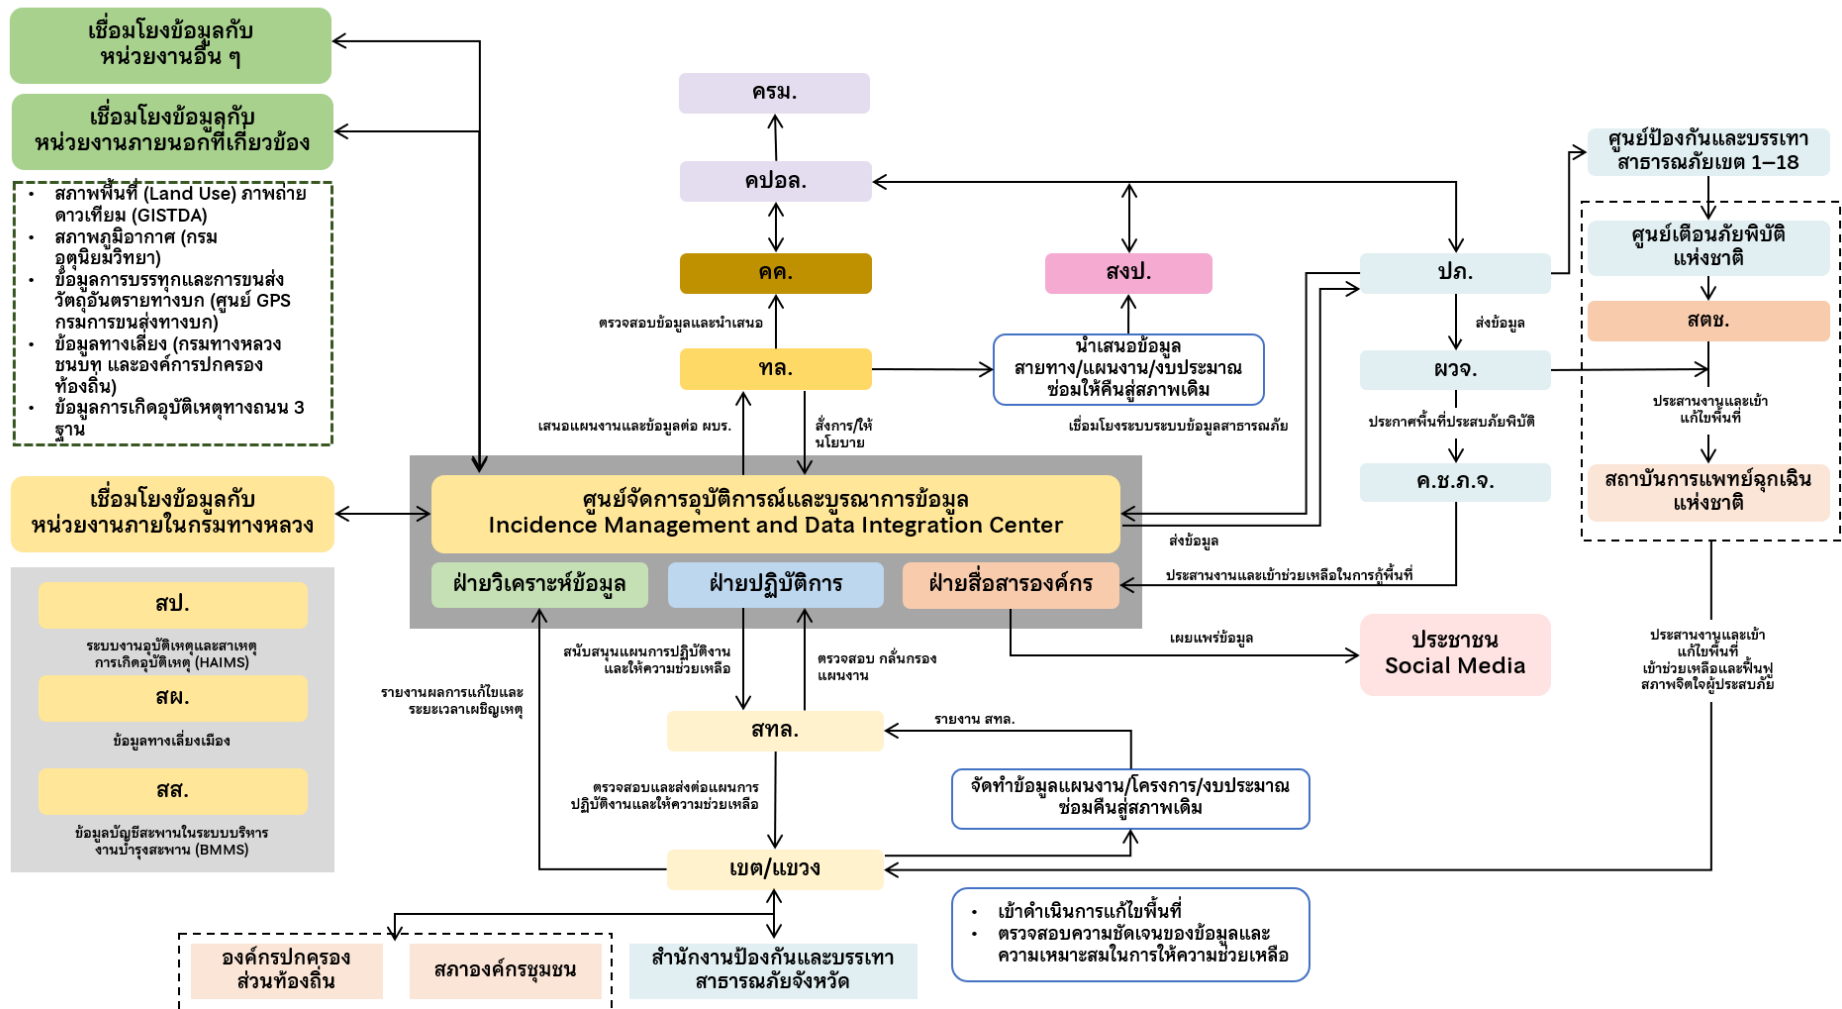 เชื่อมโยงข้อมูลกับ
หน่วยงานอื่น ๆ
เชื่อมโยงข้อมูลกับ
หน่วยงานภายนอกที่เกี่ยวข้อง
• สภาพพื้นที่ (Land Use) ภาพถ่าย
ดาวเทียม (GISTDA)
• สภาพภูมิอากาศ (กรม
อุตุนิยมวิทยา)
• ข้อมูลการบรรทุกและการขนส่ง
วัตถุอันตรายทางบก (ศูนย์ GPS
กรมการขนส่งทางบก)
• ข้อมูลทางเลี่ยง (กรมทางหลวง
ชนบท และองค์การปกครอง
ท้องถิ่น)
• ข้อมูลการเกิดอุบัติเหตุทางถนน 3
ฐาน
เชื่อมโยงข้อมูลกับ
หน่วยงานภายในกรมทางหลวง
สป.
ระบบงานอุบัติเหตุและสาเหตุ
การเกิดอุบัติเหตุ (HAIMS)
สผ.
ข้อมูลทางเลี่ยงเมือง
สส.
ข้อมูลบัญชีสะพานในระบบบริหาร
งานบำรุงสะพาน (BMMS)
ครม.
คปอล.
คค.
ตรวจสอบข้อมูลและนำเสนอ
ทล.
เสนอแผนงานและข้อมูลต่อ ผบร.
สั่งการ/ให้
นโยบาย
สงป.
นำเสนอข้อมูล
สายทาง/แผนงาน/งบประมาณ
ซ่อมให้คืนสู่สภาพเดิม
เชื่อมโยงระบบระบบข้อมูลสาธารณภัย
ปภ.
ส่งข้อมูล
ผวจ.
ประกาศพื้นที่ประสบภัยพิบัติ
ค.ช.ภ.จ.
ศูนย์ป้องกันและบรรเทา
สาธารณภัยเขต 1–18
ศูนย์เตือนภัยพิบัติ
แห่งชาติ
สตช.
ประสานงานและเข้า
แก้ไขพื้นที่
สถาบันการแพทย์ฉุกเฉิน
แห่งชาติ
ศูนย์จัดการอุบัติการณ์และบูรณาการข้อมูล
Incidence Management and Data Integration Center
ส่งข้อมูล
ฝ่ายวิเคราะห์ข้อมูล
ฝ่ายปฏิบัติการ
ฝ่ายสื่อสารองค์กร
ประสานงานและเข้าช่วยเหลือในการกู้พื้นที่
เผยแพร่ข้อมูล
ประชาชน
Social Media
ประสานงานและเข้า
แก้ไขพื้นที่
เข้าช่วยเหลือและฟื้นฟู
สภาพจิตใจผู้ประสบภัย
สนับสนุนแผนการปฏิบัติงาน
และให้ความช่วยเหลือ
ตรวจสอบ กลั่นกรอง
แผนงาน
รายงานผลการแก้ไขและ
ระยะเวลาเผชิญเหตุ
สทล.
รายงาน สทล.
ตรวจสอบและส่งต่อแผนการ
ปฏิบัติงานและให้ความช่วยเหลือ
จัดทำข้อมูลแผนงาน/โครงการ/งบประมาณ
ซ่อมคืนสู่สภาพเดิม
เขต/แขวง
• เข้าดำเนินการแก้ไขพื้นที่
• ตรวจสอบความชัดเจนของข้อมูลและ
ความเหมาะสมในการให้ความช่วยเหลือ
องค์กรปกครอง
ส่วนท้องถิ่น
สภาองค์กรชุมชน
สำนักงานป้องกันและบรรเทา
สาธารณภัยจังหวัด